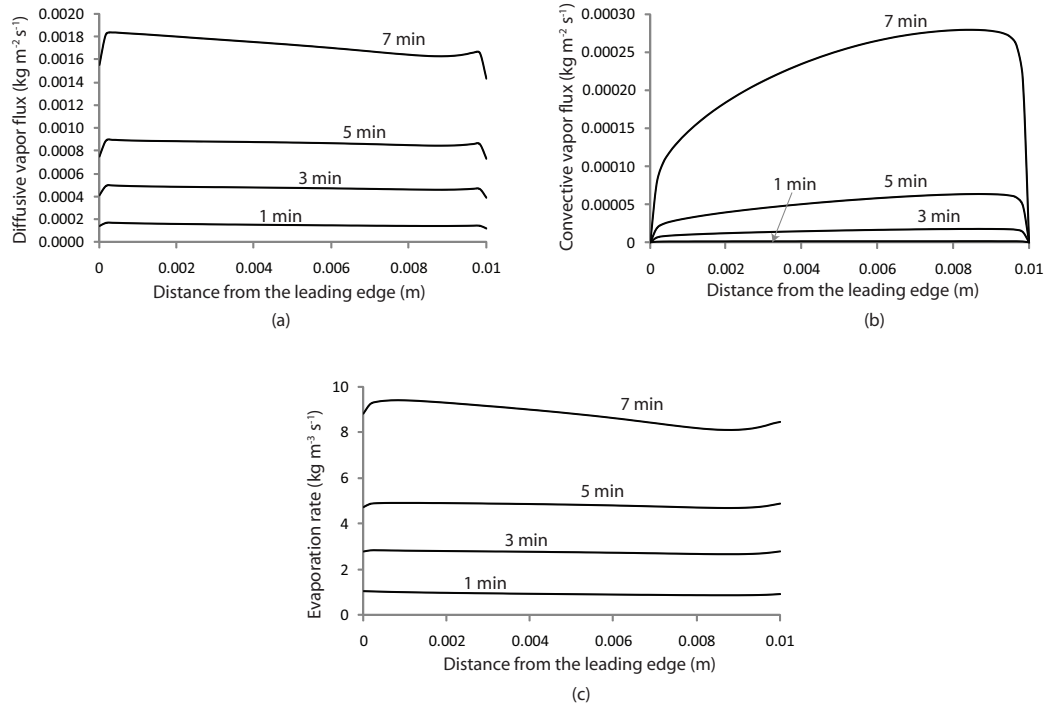 Diffusive vapor flux (kg m⁻² s⁻¹)
0.0020
0.0018
0.0016
0.0014
0.0012
0.0010
0.0008
0.0006
0.0004
0.0002
0.0000
7 min
5 min
3 min
1 min
0 0.002 0.004 0.006 0.008 0.01
Distance from the leading edge (m)
(a)
Convective vapor flux (kg m⁻² s⁻¹)
0.00030
0.00025
0.00020
0.00015
0.00010
0.00005
0
7 min
1 min
5 min
3 min
0 0.002 0.004 0.006 0.008 0.01
Distance from the leading edge (m)
(b)
Evaporation rate (kg m⁻³ s⁻¹)
10
8
6
4
2
0
7 min
5 min
3 min
1 min
0 0.002 0.004 0.006 0.008 0.01
Distance from the leading edge (m)
(c)